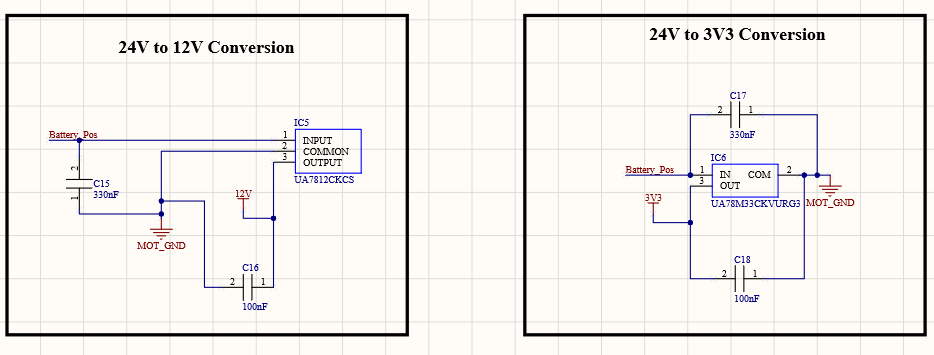 24V to 12V Conversion
Battery_Pos
2
1
C15
330nF
MOT_GND
IC5
1
2
3
INPUT
COMMON
OUTPUT
UA7812CKCS
12V
C16
2
1
100nF
24V to 3V3 Conversion
C17
2
1
330nF
Battery_Pos
IC6
1
3
IN
OUT
COM
2
UA78M33CKVURG3
MOT_GND
3V3
C18
2
1
100nF